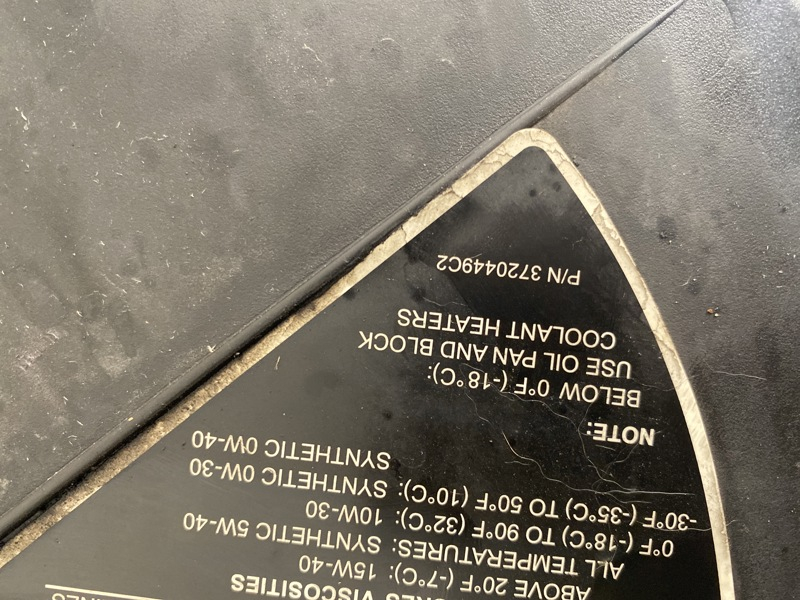 VISCOSITIES
ABOVE 20°F (-7°C): 15W-40
ALL TEMPERATURES: SYNTHETIC 5W-40
0°F (-18°C) TO 90°F (32°C): 10W-30
-30°F (-35°C) TO 50°F (10°C): SYNTHETIC 0W-30
SYNTHETIC 0W-40
NOTE:
BELOW 0°F (-18°C):
USE OIL PAN AND BLOCK
COOLANT HEATERS
P/N 3720449C2